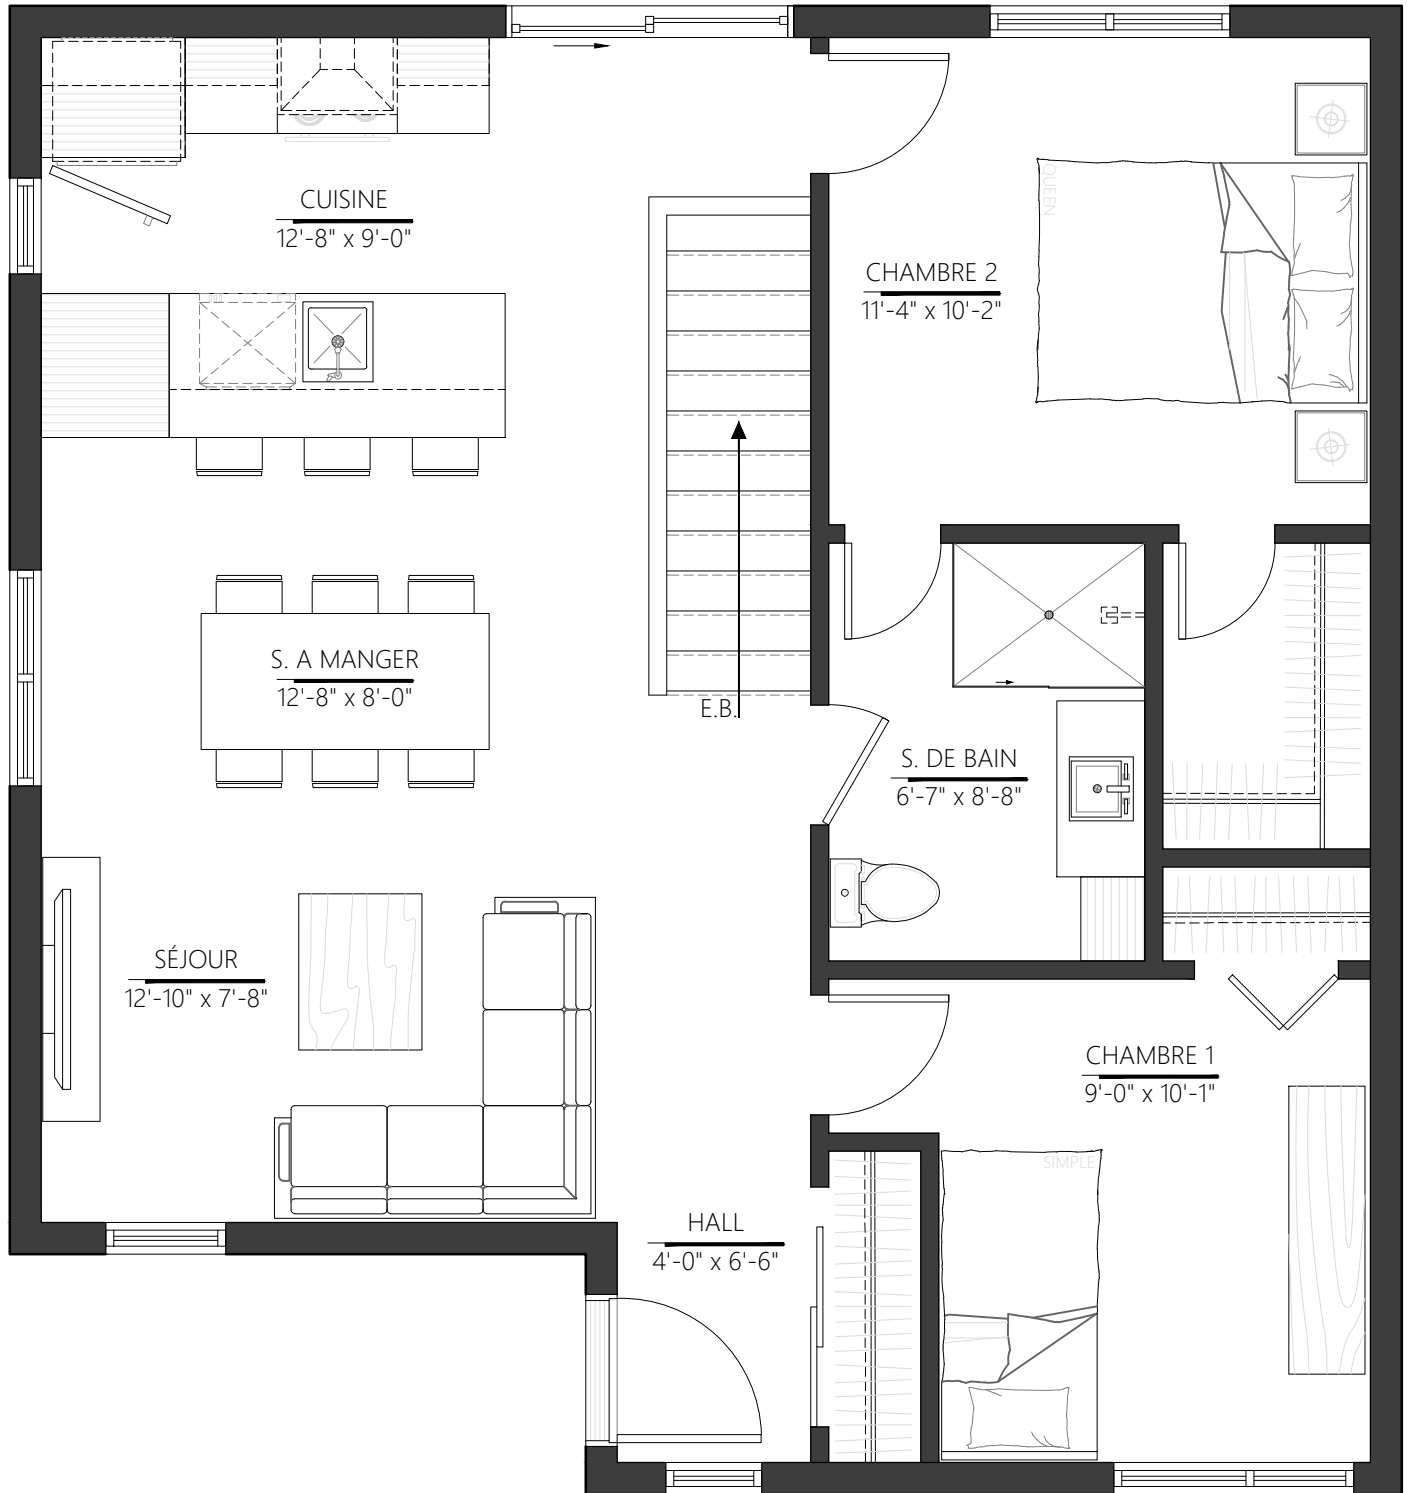 CUISINE
12'-8" x 9'-0"
QUEEN
CHAMBRE 2
11'-4" x 10'-2"
S. A MANGER
12'-8" x 8'-0"
E.B.
S. DE BAIN
6'-7" x 8'-8"
SÉJOUR
12'-10" x 7'-8"
CHAMBRE 1
9'-0" x 10'-1"
SIMPLE
HALL
4'-0" x 6'-6"